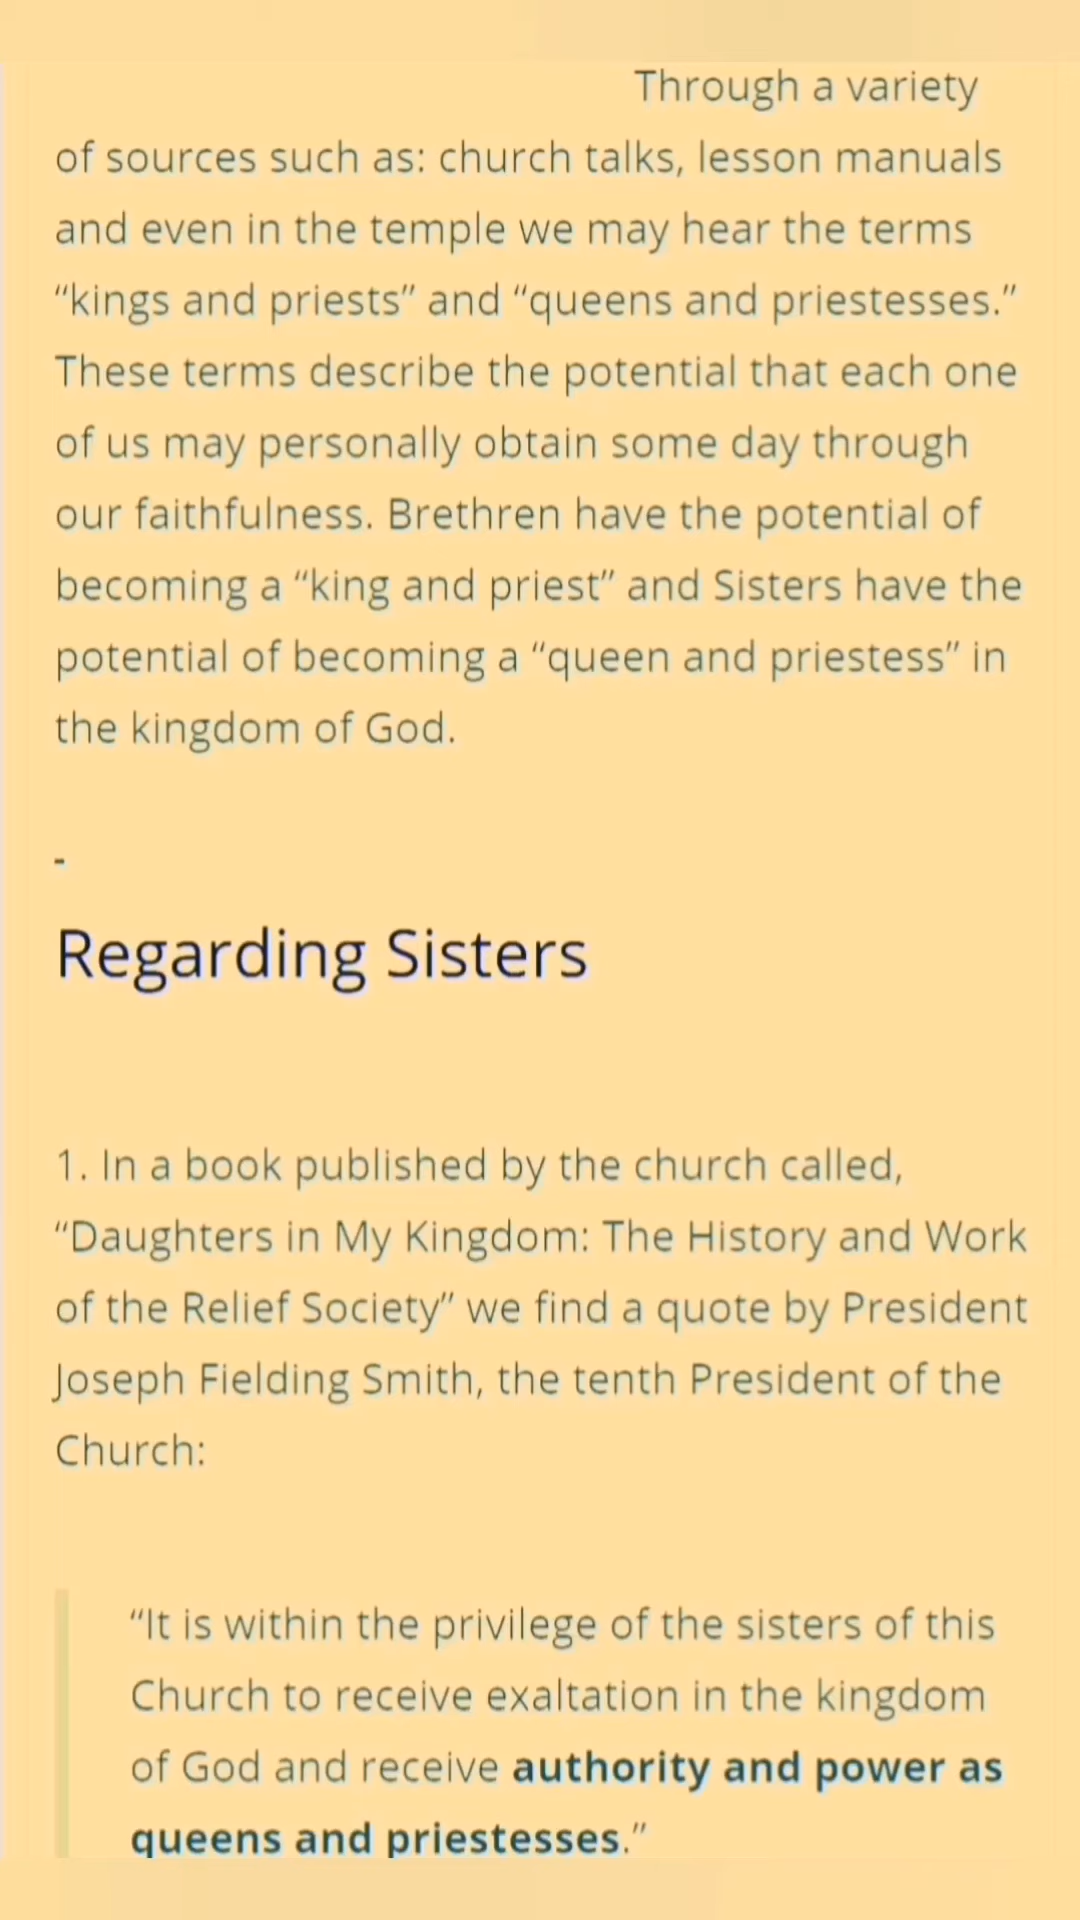 Through a variety
of sources such as: church talks, lesson manuals
and even in the temple we may hear the terms
“kings and priests” and “queens and priestesses.”
These terms describe the potential that each one
of us may personally obtain some day through
our faithfulness. Brethren have the potential of
becoming a “king and priest” and Sisters have the
potential of becoming a “queen and priestess” in
the kingdom of God.
-
Regarding Sisters
1. In a book published by the church called,
“Daughters in My Kingdom: The History and Work
of the Relief Society” we find a quote by President
Joseph Fielding Smith, the tenth President of the
Church:
“It is within the privilege of the sisters of this
Church to receive exaltation in the kingdom
of God and receive authority and power as
queens and priestesses.”